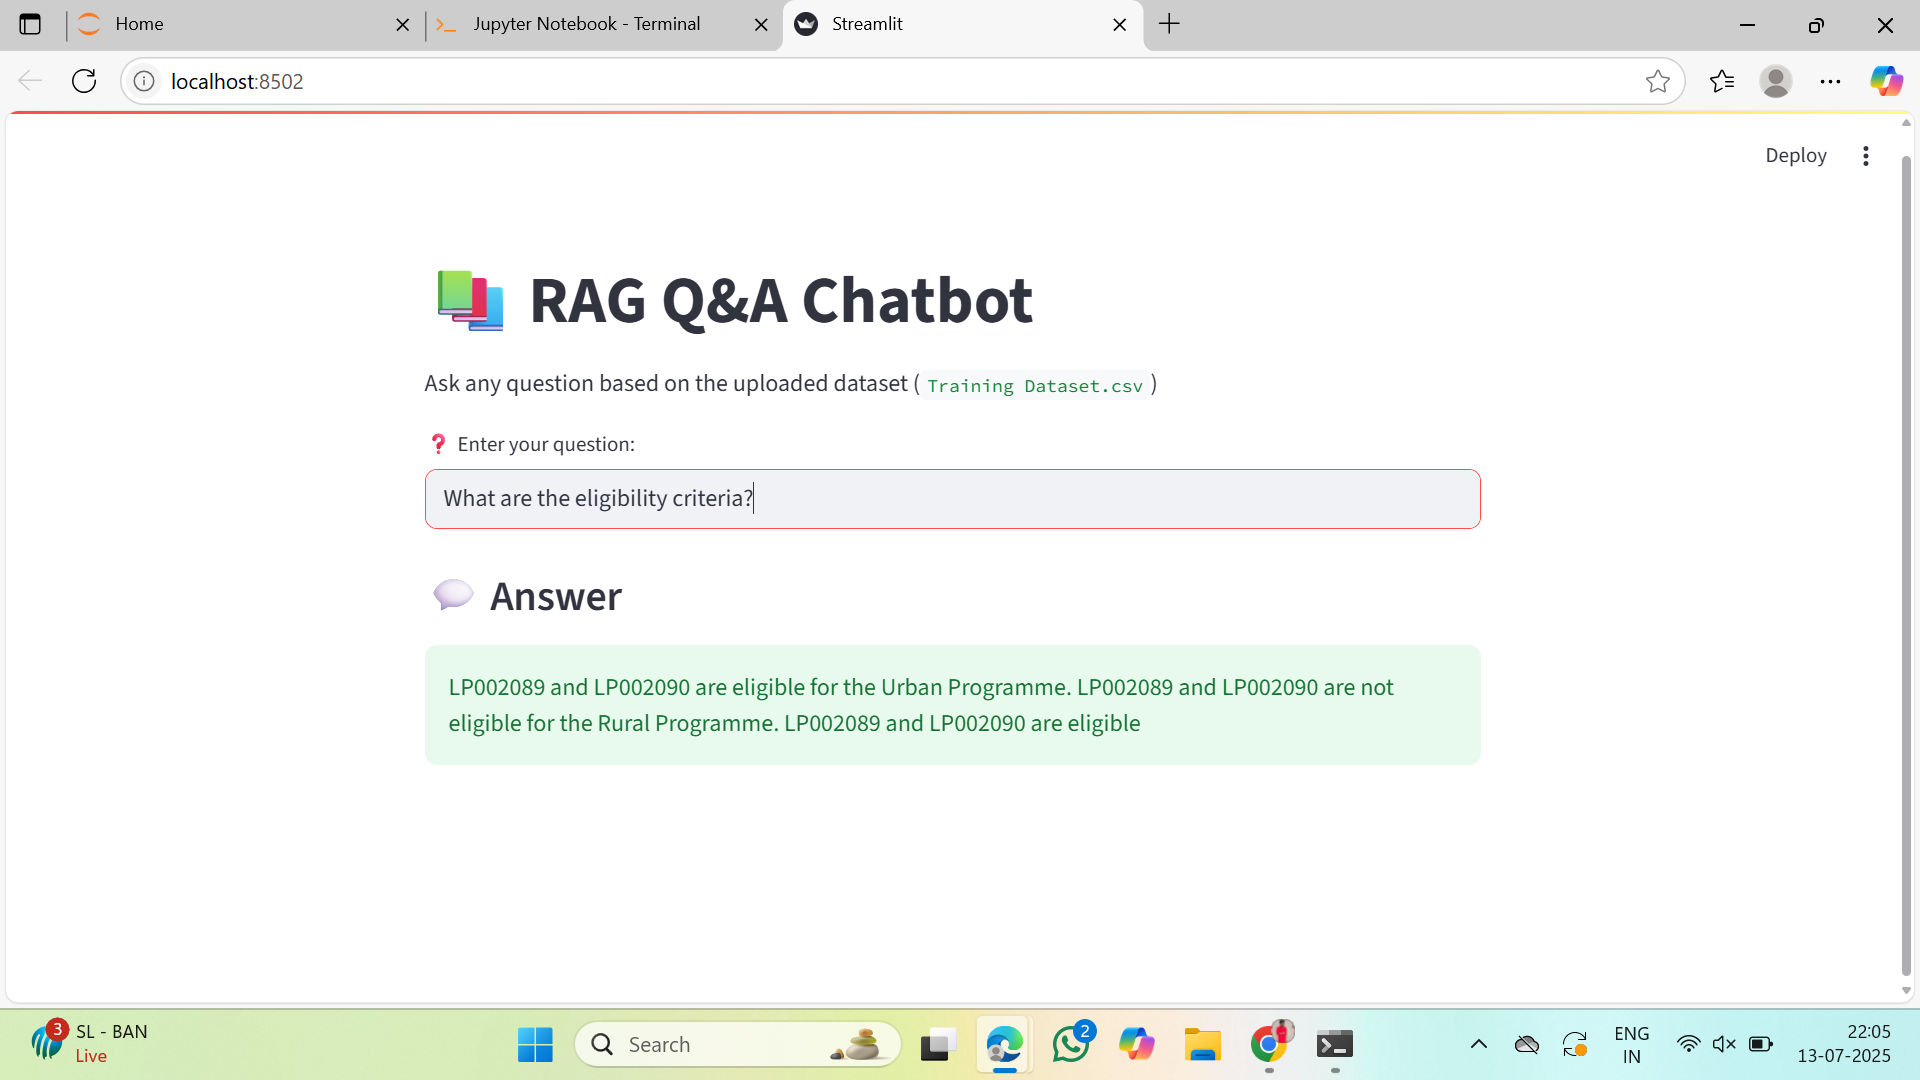 Home
Jupyter Notebook - Terminal
Streamlit
localhost:8502
Deploy
RAG Q&A Chatbot
Ask any question based on the uploaded dataset ( Training Dataset.csv )
Enter your question:
What are the eligibility criteria?
Answer
LP002089 and LP002090 are eligible for the Urban Programme. LP002089 and LP002090 are not
eligible for the Rural Programme. LP002089 and LP002090 are eligible
3
SL - BAN
Live
Search
2
ENG
IN
22:05
13-07-2025